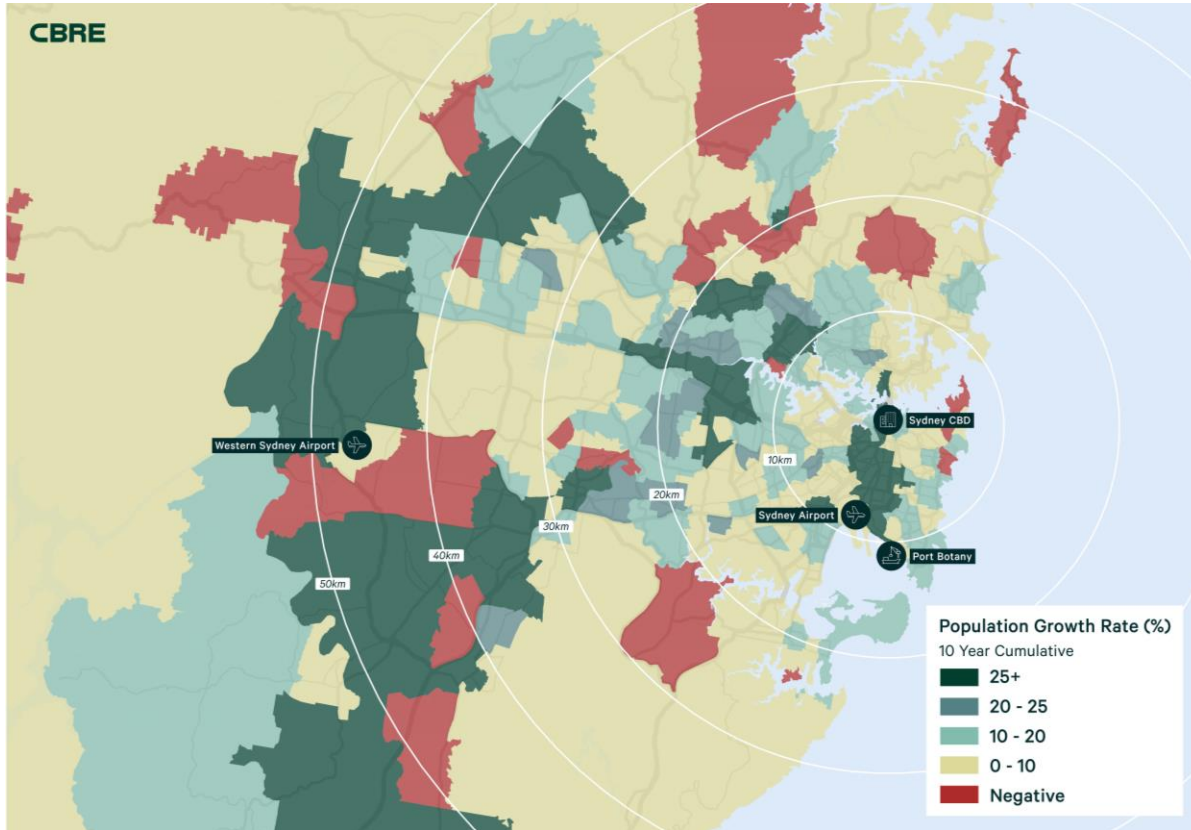 CBRE
Sydney CBD
Western Sydney Airport
10km
20km
Sydney Airport
30km
40km
Port Botany
50km
Population Growth Rate (%)
10 Year Cumulative
25+
20 - 25
10 - 20
0 - 10
Negative